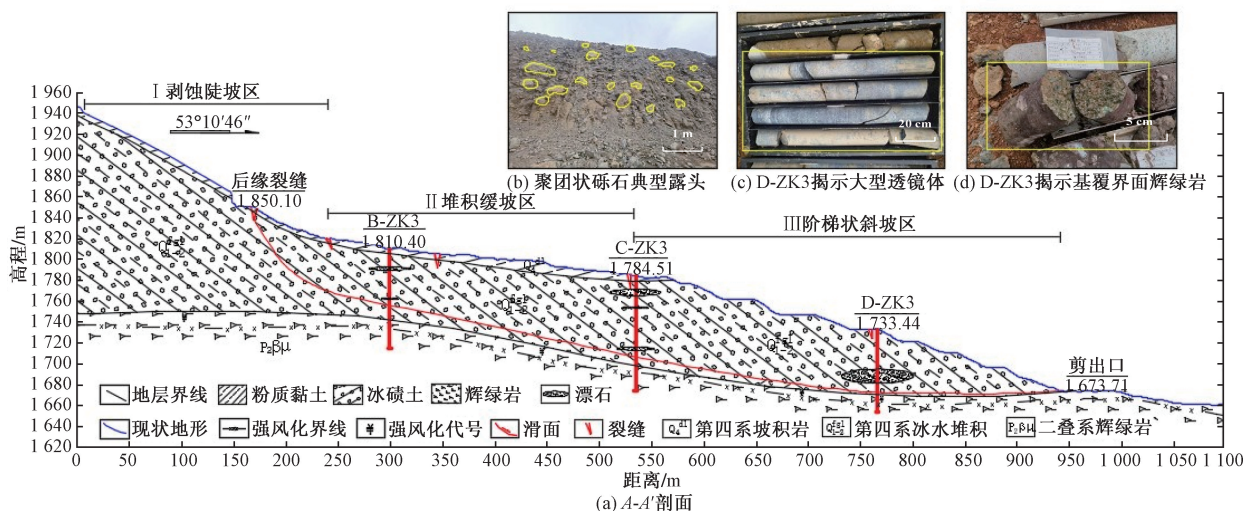 (b) 聚团状砾石典型露头
(c) D-ZK3揭示大型透镜体
(d) D-ZK3揭示基覆界面辉绿岩
1 m
20 cm
5 cm
Ⅰ剥蚀陡坡区
53°10′46″
后缘裂缝
1 850.10
Ⅱ堆积缓坡区
B-ZK3
1 810.40
C-ZK3
1 784.51
Ⅲ阶梯状斜坡区
D-ZK3
1 733.44
剪出口
1 673.71
P₂βμ
高程/m
1 960
1 940
1 920
1 900
1 880
1 860
1 840
1 820
1 800
1 780
1 760
1 740
1 720
1 700
1 680
1 660
1 640
1 620
地层界线 粉质黏土 冰碛土 辉绿岩 漂石
现状地形 强风化界线 强风化代号 滑面 裂缝 第四系坡积岩 第四系冰水堆积 P₂βμ 二叠系辉绿岩
0 50 100 150 200 250 300 350 400 450 500 550 600 650 700 750 800 850 900 1 000 1 050 1 100
距离/m
(a) A-A′剖面